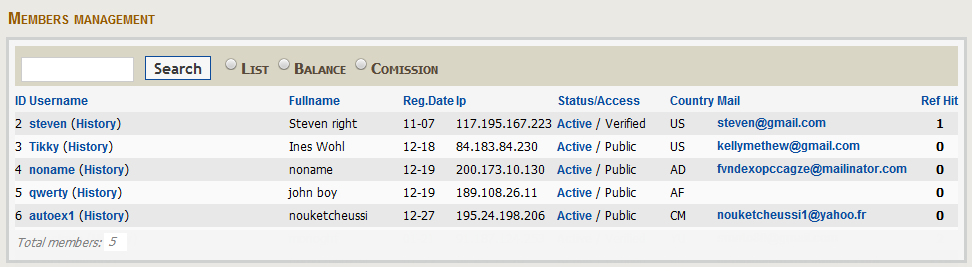 Members management
Search List Balance Comission
ID Username Fullname Reg.Date Ip Status/Access Country Mail Ref Hit
2 steven (History) Steven right 11-07 117.195.167.223 Active / Verified US steven@gmail.com 1
3 Tikky (History) Ines Wohl 12-18 84.183.84.230 Active / Public US kellymethew@gmail.com 0
4 noname (History) noname 12-19 200.173.10.130 Active / Public AD fvndexopccagze@mailinator.com 0
5 qwerty (History) john boy 12-19 189.108.26.11 Active / Public AF 0
6 autoex1 (History) nouketcheussi 12-27 195.24.198.206 Active / Public CM nouketcheussi1@yahoo.fr 0
Total members: 5